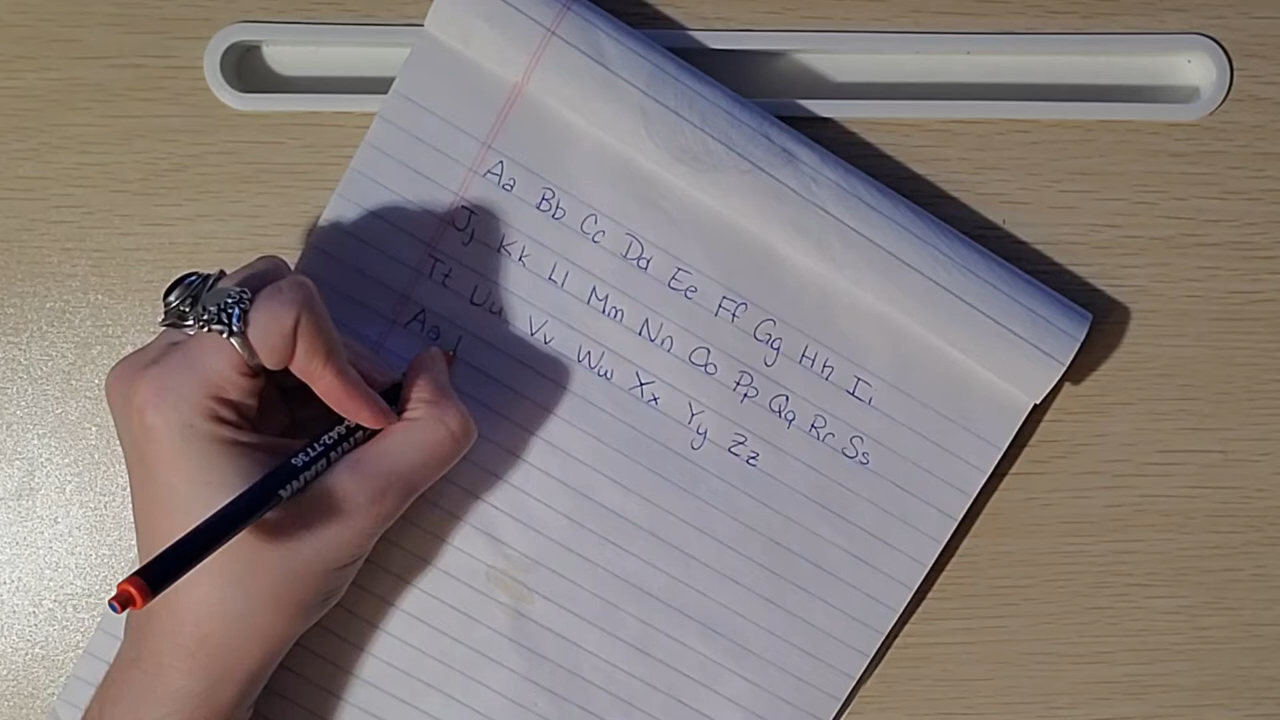 Aa Bb Cc Dd Ee Ff Gg Hh Ii
Jj Kk Ll Mm Nn Oo Pp Qq Rr Ss
Tt Uu Vv Ww Xx Yy Zz
Aa